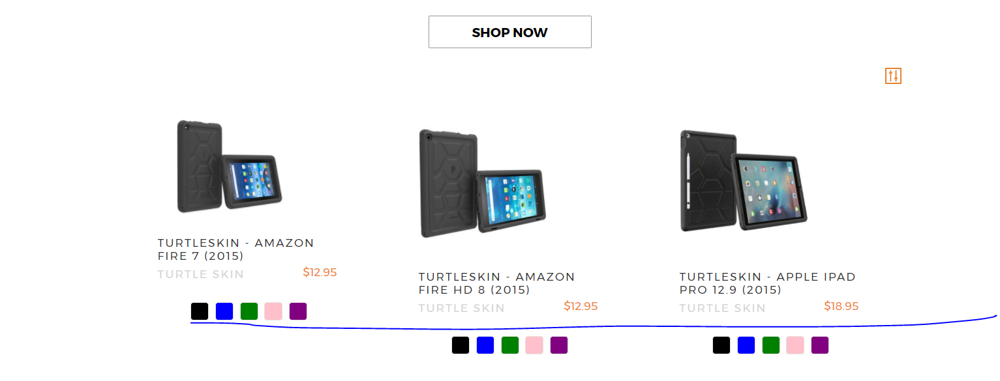 SHOP NOW
TURTLESKIN - AMAZON
FIRE 7 (2015)
TURTLE SKIN
$12.95
TURTLESKIN - AMAZON
FIRE HD 8 (2015)
TURTLE SKIN
$12.95
TURTLESKIN - APPLE IPAD
PRO 12.9 (2015)
TURTLE SKIN
$18.95